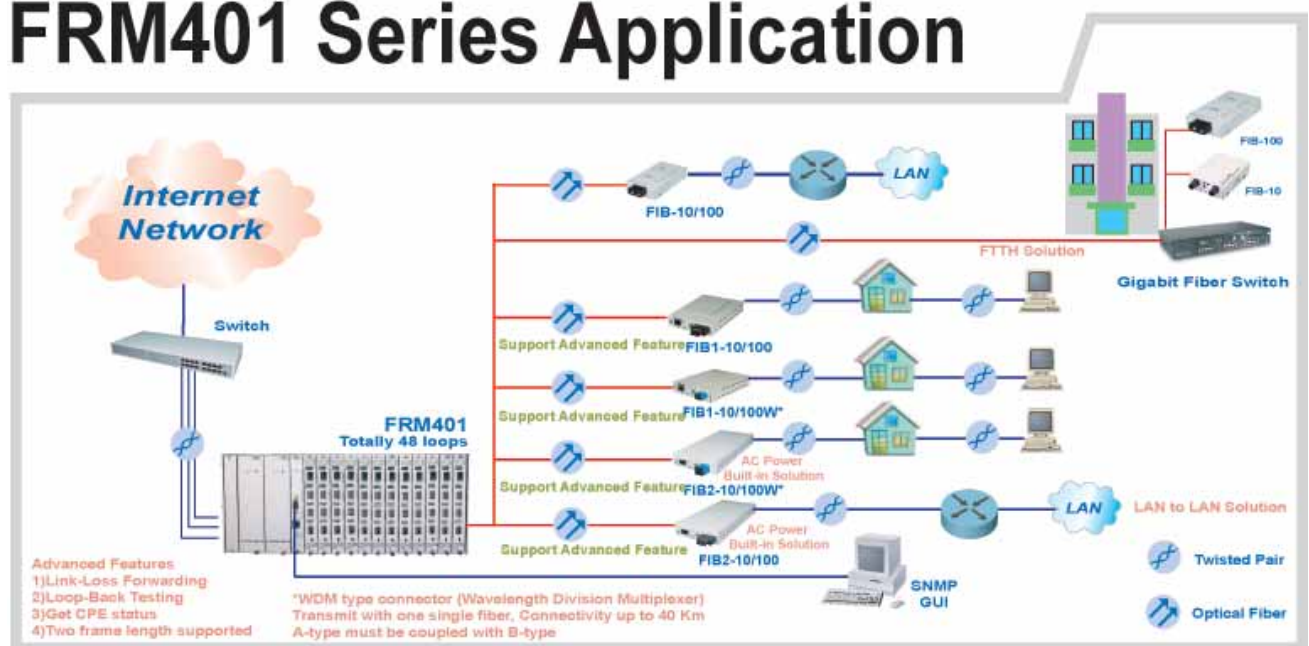 FRM401 Series Application
Internet
Network
Switch
FRM401
Totally 48 loops
FIB-10/100
LAN
FTTH Solution
FIB-100
FIB-10
Gigabit Fiber Switch
Support Advanced Feature
FIB1-10/100
Support Advanced Feature
FIB1-10/100W*
Support Advanced Feature
FIB2-10/100W*
AC Power
Built-in Solution
Support Advanced Feature
FIB2-10/100
AC Power
Built-in Solution
LAN
LAN to LAN Solution
SNMP
GUI
Twisted Pair
Optical Fiber
Advanced Features
1)Link-Loss Forwarding
2)Loop-Back Testing
3)Get CPE status
4)Two frame length supported
*WDM type connector (Wavelength Division Multiplexer)
Transmit with one single fiber, Connectivity up to 40 Km
A-type must be coupled with B-type